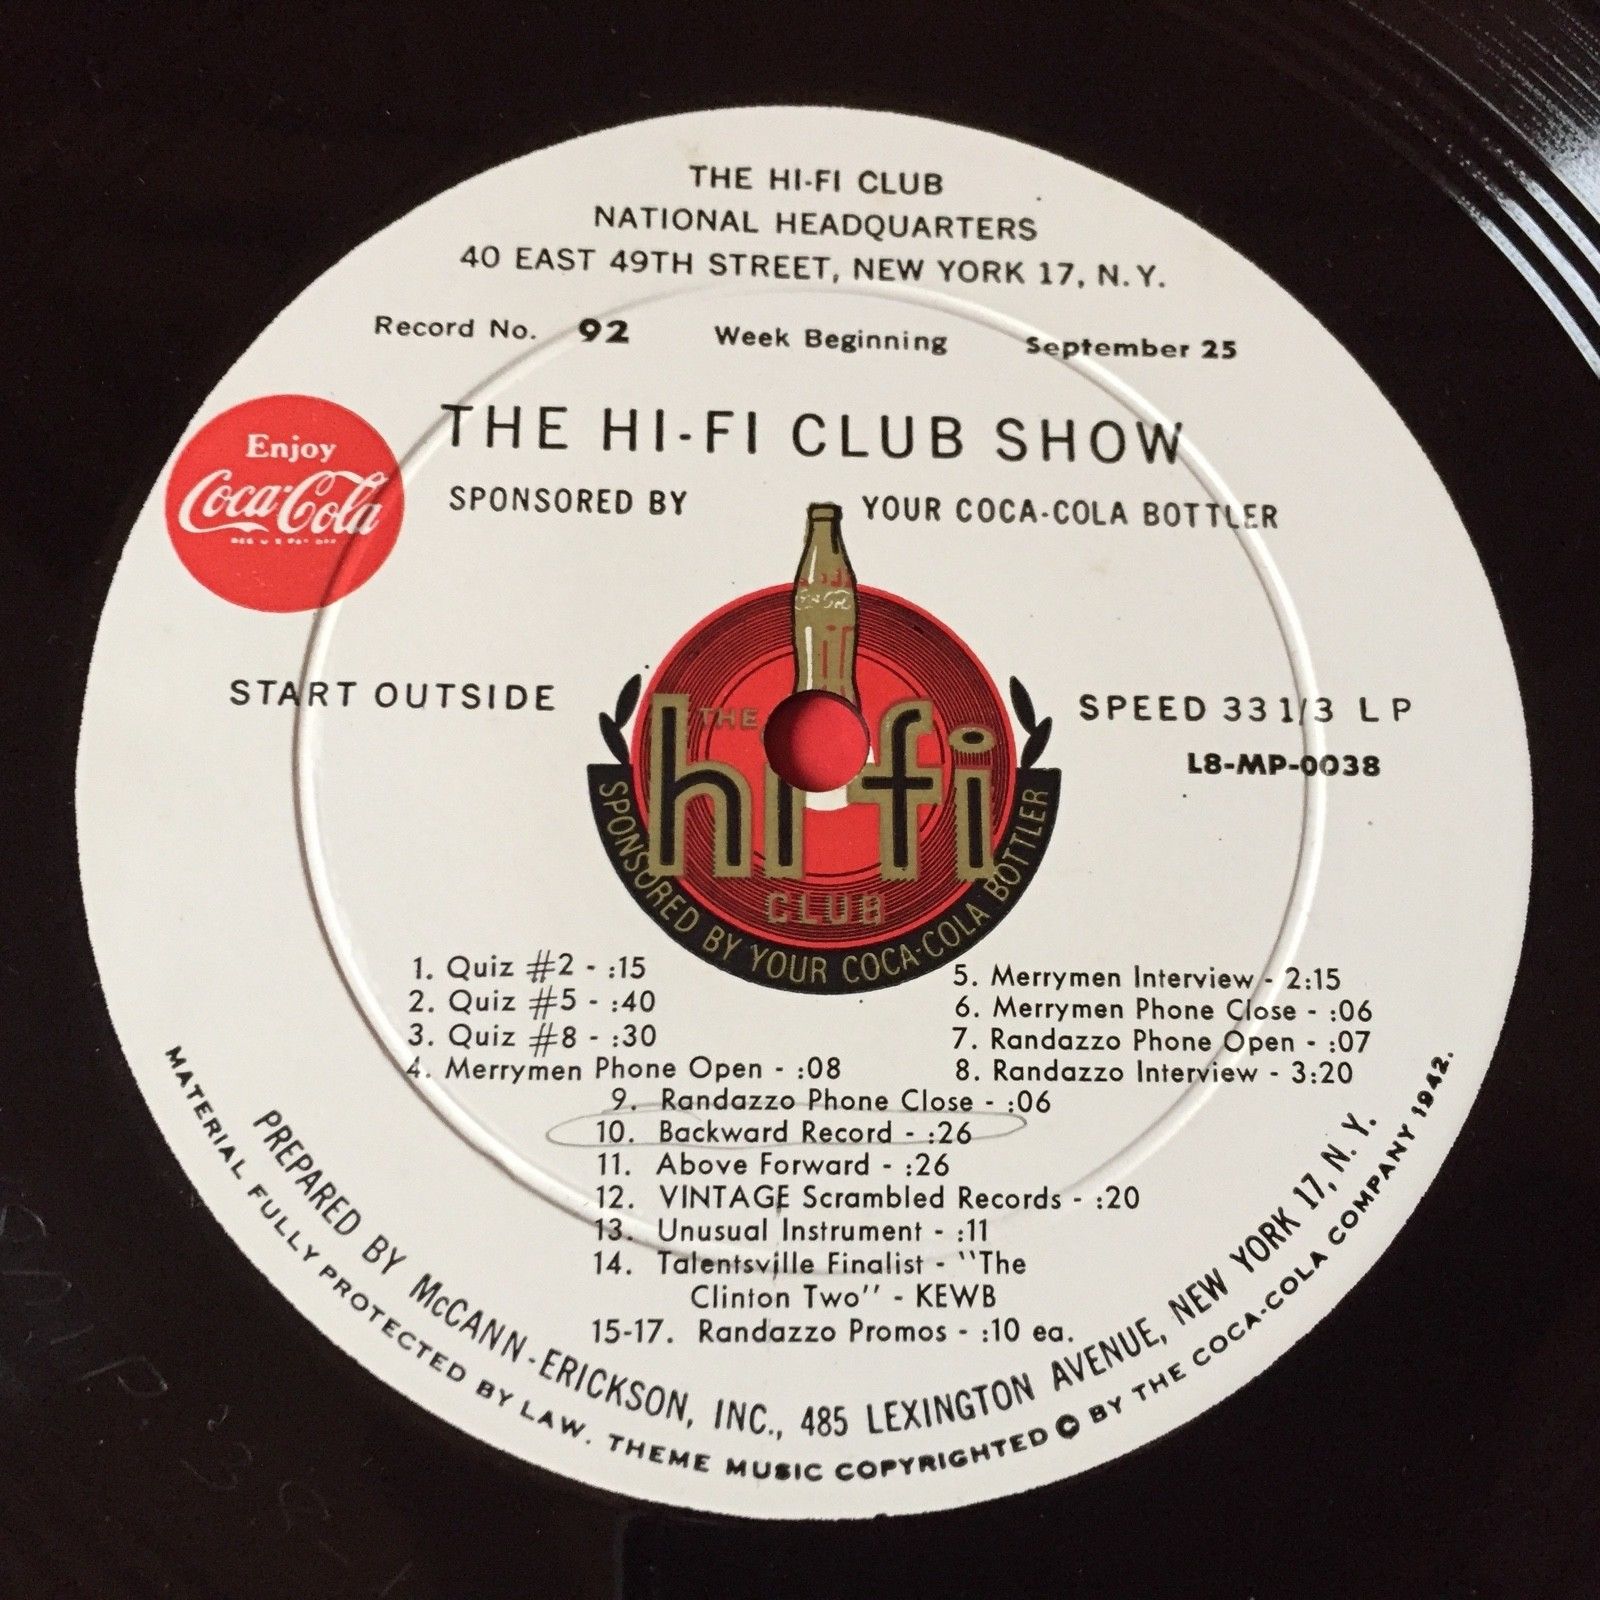 THE HI-FI CLUB
NATIONAL HEADQUARTERS
40 EAST 49TH STREET, NEW YORK 17, N.Y.
Record No. 92 Week Beginning September 25
THE HI-FI CLUB SHOW
SPONSORED BY YOUR COCA-COLA BOTTLER
Enjoy
Coca-Cola
START OUTSIDE
SPEED 33 1/3 LP
L8-MP-0038
THE
hi fi
CLUB
SPONSORED BY YOUR COCA-COLA BOTTLER
1. Quiz #2 - :15
2. Quiz #5 - :40
3. Quiz #8 - :30
4. Merrymen Phone Open - :08
5. Merrymen Interview - 2:15
6. Merrymen Phone Close - :06
7. Randazzo Phone Open - :07
8. Randazzo Interview - 3:20
9. Randazzo Phone Close - :06
10. Backward Record - :26
11. Above Forward - :26
12. VINTAGE Scrambled Records - :20
13. Unusual Instrument - :11
14. Talentsville Finalist - "The
Clinton Two" - KEWB
15-17. Randazzo Promos - :10 ea.
PREPARED BY McCANN-ERICKSON, INC., 485 LEXINGTON AVENUE, NEW YORK 17, N.Y.
MATERIAL FULLY PROTECTED BY LAW. THEME MUSIC COPYRIGHTED © BY THE COCA-COLA COMPANY 1942.